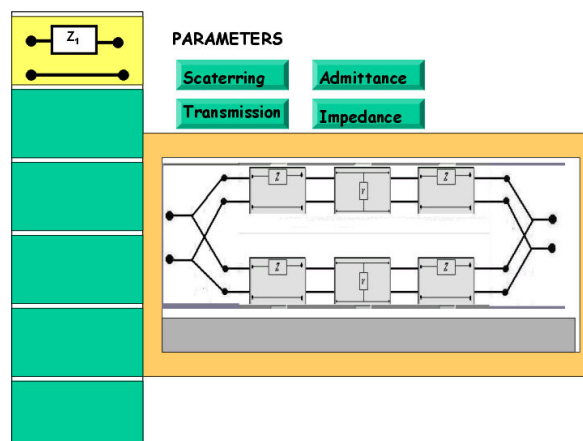 Z1
PARAMETERS
Scaterring Admittance
Transmission Impedance
Z Z
Y
Z Z
Y